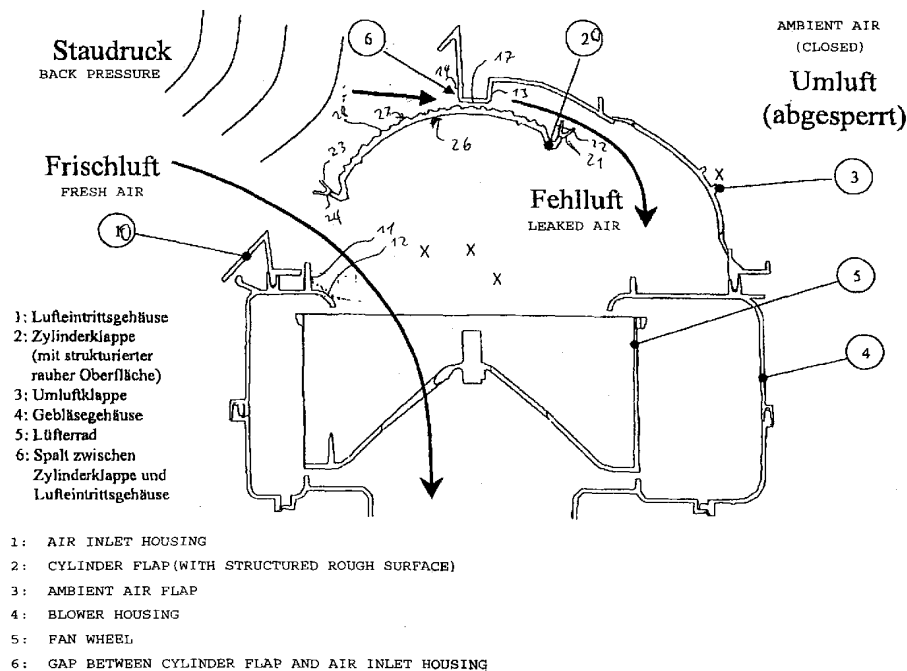 Staudruck
BACK PRESSURE
6
20
AMBIENT AIR
(CLOSED)
Umluft
(abgesperrt)
14
17
13
28
27
26
22
21
23
24
x
3
Frischluft
FRESH AIR
Fehlluft
LEAKED AIR
10
11
12
x x
x
5
4
1: Lufteintrittsgehäuse
2: Zylinderklappe
(mit strukturierter
rauher Oberfläche)
3: Umluftklappe
4: Gebläsegehäuse
5: Lüfterrad
6: Spalt zwischen
Zylinderklappe und
Lufteintrittsgehäuse
1: AIR INLET HOUSING
2: CYLINDER FLAP(WITH STRUCTURED ROUGH SURFACE)
3: AMBIENT AIR FLAP
4: BLOWER HOUSING
5: FAN WHEEL
6: GAP BETWEEN CYLINDER FLAP AND AIR INLET HOUSING